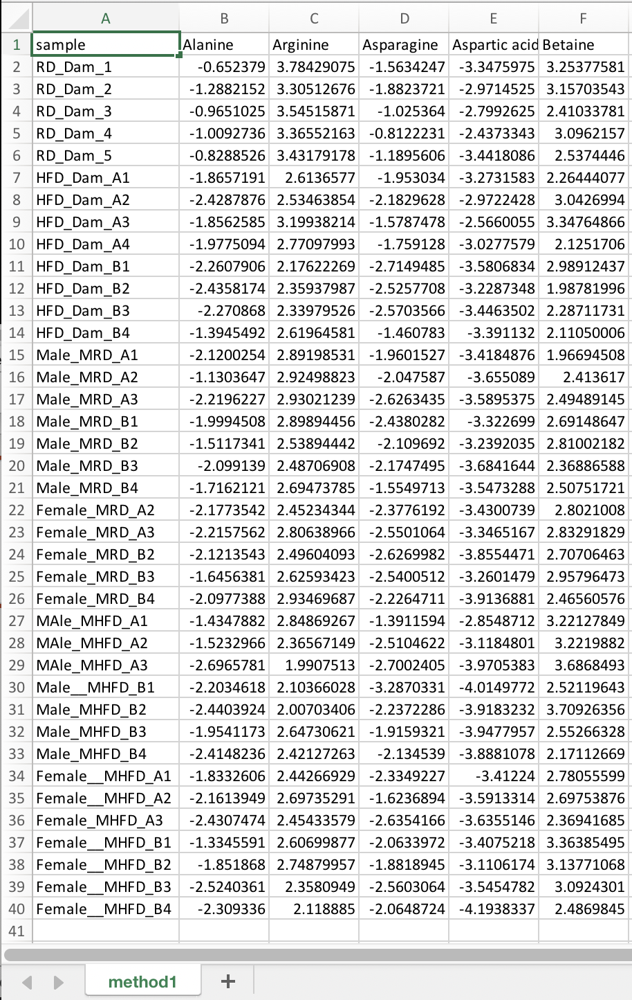 A B C D E F
1 sample Alanine Arginine Asparagine Aspartic acid Betaine
2 RD_Dam_1 -0.652379 3.78429075 -1.5634247 -3.3475975 3.25377581
3 RD_Dam_2 -1.2882152 3.30512676 -1.8823721 -2.9714525 3.15703543
4 RD_Dam_3 -0.9651025 3.54515871 -1.025364 -2.7992625 2.41033781
5 RD_Dam_4 -1.0092736 3.36552163 -0.8122231 -2.4373343 3.0962157
6 RD_Dam_5 -0.8288526 3.43179178 -1.1895606 -3.4418086 2.5374446
7 HFD_Dam_A1 -1.8657191 2.6136577 -1.953034 -3.2731583 2.26444077
8 HFD_Dam_A2 -2.4287876 2.53463854 -2.1829628 -2.9722428 3.0426994
9 HFD_Dam_A3 -1.8562585 3.19938214 -1.5787478 -2.5660055 3.34764866
10 HFD_Dam_A4 -1.9775094 2.77097993 -1.759128 -3.0277579 2.1251706
11 HFD_Dam_B1 -2.2607906 2.17622269 -2.7149485 -3.5806834 2.98912437
12 HFD_Dam_B2 -2.4358174 2.35937987 -2.5257708 -3.2287348 1.98781996
13 HFD_Dam_B3 -2.270868 2.33979526 -2.5703566 -3.4463502 2.28711731
14 HFD_Dam_B4 -1.3945492 2.61964581 -1.460783 -3.391132 2.11050006
15 Male_MRD_A1 -2.1200254 2.89198531 -1.9601527 -3.4184876 1.96694508
16 Male_MRD_A2 -1.1303647 2.92498823 -2.047587 -3.655089 2.413617
17 Male_MRD_A3 -2.2196227 2.93021239 -2.6263435 -3.5895375 2.49489145
18 Male_MRD_B1 -1.9994508 2.89894456 -2.4380282 -3.322699 2.69148647
19 Male_MRD_B2 -1.5117341 2.53894442 -2.109692 -3.2392035 2.81002182
20 Male_MRD_B3 -2.099139 2.48706908 -2.1747495 -3.6841644 2.36886588
21 Male_MRD_B4 -1.7162121 2.69473785 -1.5549713 -3.5473288 2.50751721
22 Female_MRD_A2 -2.1773542 2.45234344 -2.3776192 -3.4300739 2.8021008
23 Female_MRD_A3 -2.2157562 2.80638966 -2.5501064 -3.3465167 2.83291829
24 Female_MRD_B2 -2.1213543 2.49604093 -2.6269982 -3.8554471 2.70706463
25 Female_MRD_B3 -1.6456381 2.62593423 -2.5400512 -3.2601479 2.95796473
26 Female_MRD_B4 -2.0977388 2.93469687 -2.2264711 -3.9136881 2.46560576
27 MAle_MHFD_A1 -1.4347882 2.84869267 -1.3911594 -2.8548712 3.22127849
28 MAle_MHFD_A2 -1.5232966 2.36567149 -2.5104622 -3.1184801 3.2219882
29 MAle_MHFD_A3 -2.6965781 1.9907513 -2.7002405 -3.9705383 3.6868493
30 Male__MHFD_B1 -2.2034618 2.10366028 -3.2870331 -4.0149772 2.52119643
31 Male_MHFD_B2 -2.4403924 2.00703406 -2.2372286 -3.9183232 3.70926356
32 Male_MHFD_B3 -1.9541173 2.64730621 -1.9159321 -3.9477957 2.55266328
33 Male_MHFD_B4 -2.4148236 2.42127263 -2.134539 -3.8881078 2.17112669
34 Female__MHFD_A1 -1.8332606 2.44266929 -2.3349227 -3.41224 2.78055599
35 Female__MHFD_A2 -2.1613949 2.69735291 -1.6236894 -3.5913314 2.69753876
36 Female_MHFD_A3 -2.4307474 2.45433579 -2.6354166 -3.6355146 2.36941685
37 Female__MHFD_B1 -1.3345591 2.60699877 -2.0633972 -3.4075218 3.36385495
38 Female__MHFD_B2 -1.851868 2.74879957 -1.8818945 -3.1106174 3.13771068
39 Female__MHFD_B3 -2.5240361 2.3580949 -2.5603064 -3.5454782 3.0924301
40 Female__MHFD_B4 -2.309336 2.118885 -2.0648724 -4.1938337 2.4869845
41
method1 +